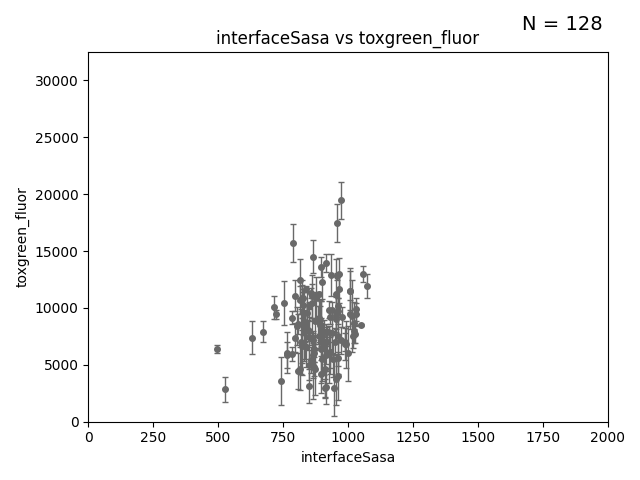 N = 128
interfaceSasa vs toxgreen_fluor
30000
25000
20000
15000
10000
5000
0
toxgreen_fluor
0 250 500 750 1000 1250 1500 1750 2000
interfaceSasa